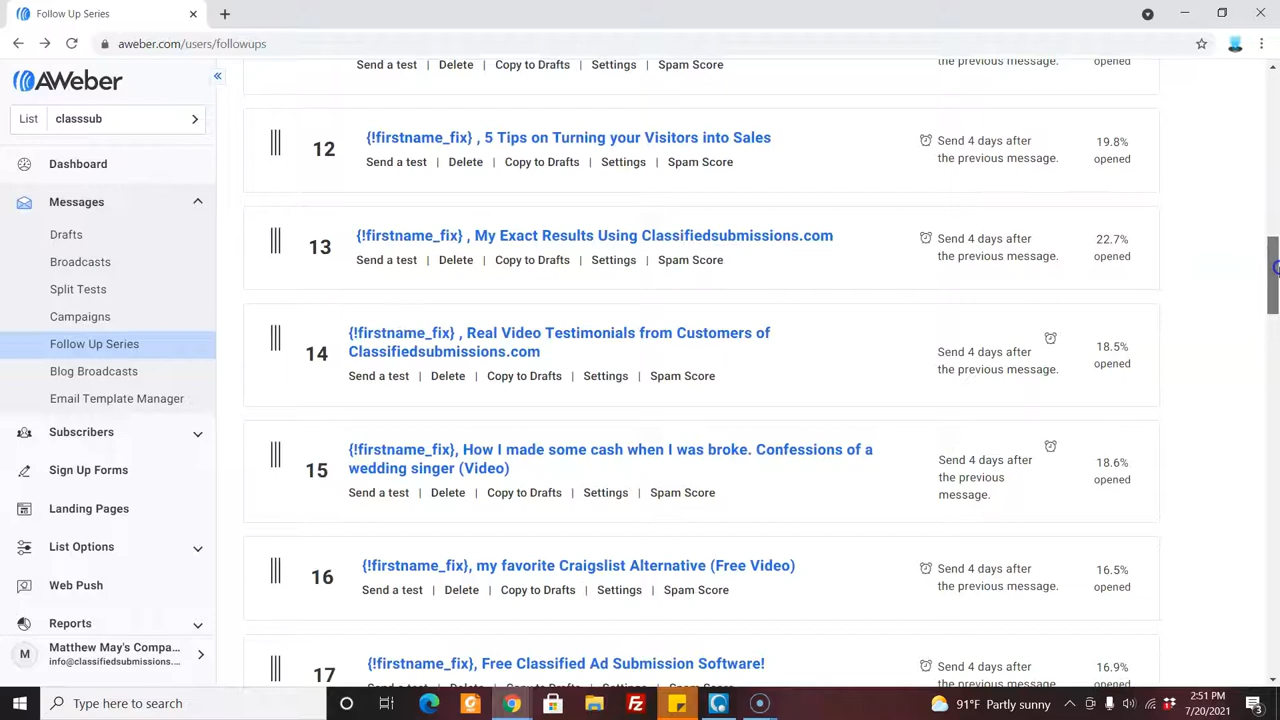 Follow Up Series
aweber.com/users/followups
AWeber
List classsub
Dashboard
Messages
Drafts
Broadcasts
Split Tests
Campaigns
Follow Up Series
Blog Broadcasts
Email Template Manager
Subscribers
Sign Up Forms
Landing Pages
List Options
Web Push
Reports
M
Matthew May's Compa...
info@classifiedsubmissions....
Send a test | Delete | Copy to Drafts | Settings | Spam Score
the previous message.
opened
12
{!firstname_fix} , 5 Tips on Turning your Visitors into Sales
Send a test | Delete | Copy to Drafts | Settings | Spam Score
Send 4 days after
the previous message.
19.8%
opened
13
{!firstname_fix} , My Exact Results Using Classifiedsubmissions.com
Send a test | Delete | Copy to Drafts | Settings | Spam Score
Send 4 days after
the previous message.
22.7%
opened
14
{!firstname_fix} , Real Video Testimonials from Customers of
Classifiedsubmissions.com
Send a test | Delete | Copy to Drafts | Settings | Spam Score
Send 4 days after
the previous message.
18.5%
opened
15
{!firstname_fix}, How I made some cash when I was broke. Confessions of a
wedding singer (Video)
Send a test | Delete | Copy to Drafts | Settings | Spam Score
Send 4 days after
the previous
message.
18.6%
opened
16
{!firstname_fix}, my favorite Craigslist Alternative (Free Video)
Send a test | Delete | Copy to Drafts | Settings | Spam Score
Send 4 days after
the previous message.
16.5%
opened
17
{!firstname_fix}, Free Classified Ad Submission Software!
Send a test | Delete | Copy to Drafts | Settings | Spam Score
Send 4 days after
the previous message.
16.9%
opened
Type here to search
91°F Partly sunny
2:51 PM
7/20/2021
3